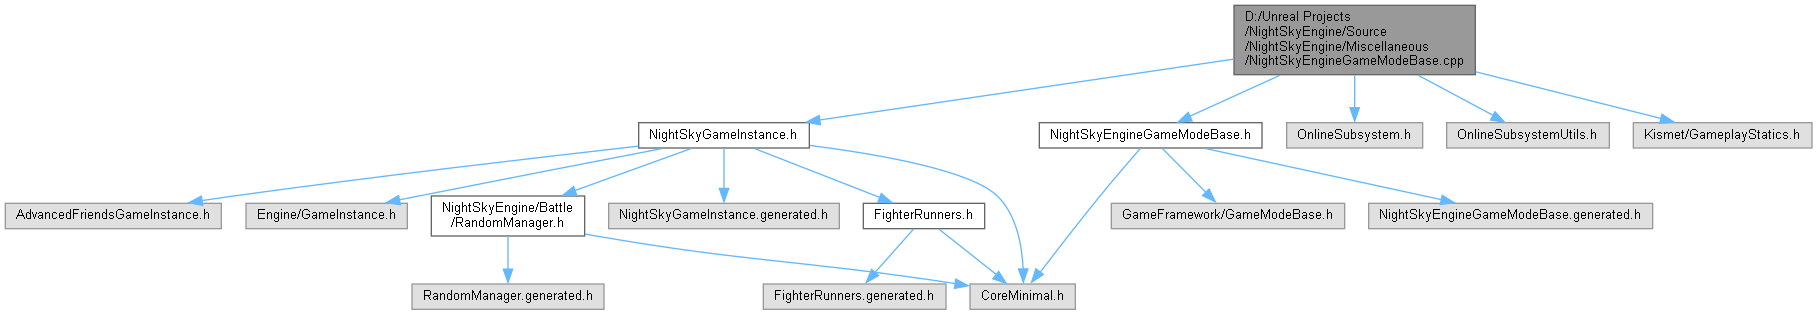 D:/Unreal Projects
/NightSkyEngine/Source
/NightSkyEngine/Miscellaneous
/NightSkyEngineGameModeBase.cpp
NightSkyGameInstance.h
NightSkyEngineGameModeBase.h
OnlineSubsystem.h
OnlineSubsystemUtils.h
Kismet/GameplayStatics.h
AdvancedFriendsGameInstance.h
Engine/GameInstance.h
NightSkyEngine/Battle
/RandomManager.h
NightSkyGameInstance.generated.h
FighterRunners.h
GameFramework/GameModeBase.h
NightSkyEngineGameModeBase.generated.h
RandomManager.generated.h
FighterRunners.generated.h
CoreMinimal.h